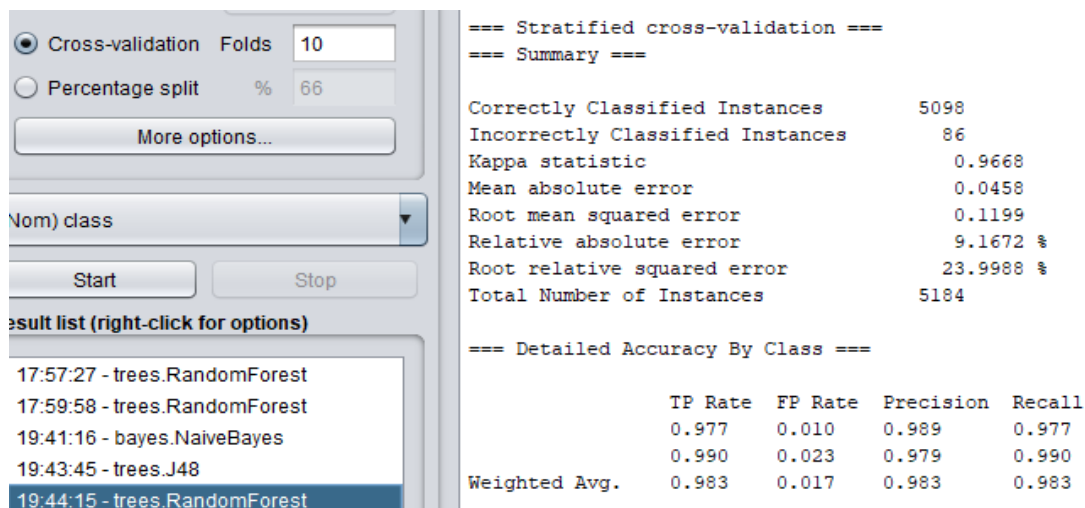 Cross-validation Folds 10
Percentage split % 66
More options...
Nom) class
Start Stop
esult list (right-click for options)
17:57:27 - trees.RandomForest
17:59:58 - trees.RandomForest
19:41:16 - bayes.NaiveBayes
19:43:45 - trees.J48
19:44:15 - trees.RandomForest
=== Stratified cross-validation ===
=== Summary ===
Correctly Classified Instances 5098
Incorrectly Classified Instances 86
Kappa statistic 0.9668
Mean absolute error 0.0458
Root mean squared error 0.1199
Relative absolute error 9.1672 %
Root relative squared error 23.9988 %
Total Number of Instances 5184
=== Detailed Accuracy By Class ===
TP Rate FP Rate Precision Recall
0.977 0.010 0.989 0.977
0.990 0.023 0.979 0.990
Weighted Avg. 0.983 0.017 0.983 0.983